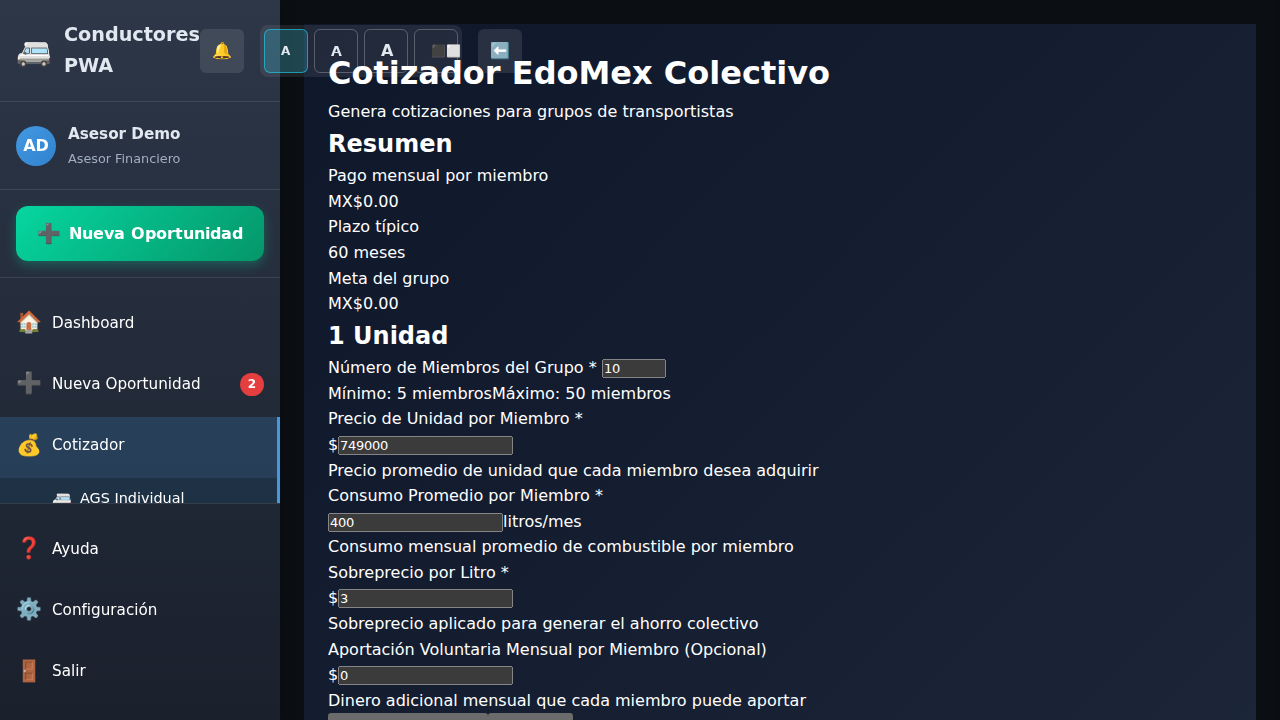 Conductores PWA
A A A
AD
Asesor Demo
Asesor Financiero
Nueva Oportunidad
Dashboard
Nueva Oportunidad 2
Cotizador
AGS Individual
Ayuda
Configuración
Salir
Cotizador EdoMex Colectivo
Genera cotizaciones para grupos de transportistas
Resumen
Pago mensual por miembro
MX$0.00
Plazo típico
60 meses
Meta del grupo
MX$0.00
1 Unidad
Número de Miembros del Grupo * 10
Mínimo: 5 miembrosMáximo: 50 miembros
Precio de Unidad por Miembro *
$749000
Precio promedio de unidad que cada miembro desea adquirir
Consumo Promedio por Miembro *
400 litros/mes
Consumo mensual promedio de combustible por miembro
Sobreprecio por Litro *
$3
Sobreprecio aplicado para generar el ahorro colectivo
Aportación Voluntaria Mensual por Miembro (Opcional)
$0
Dinero adicional mensual que cada miembro puede aportar